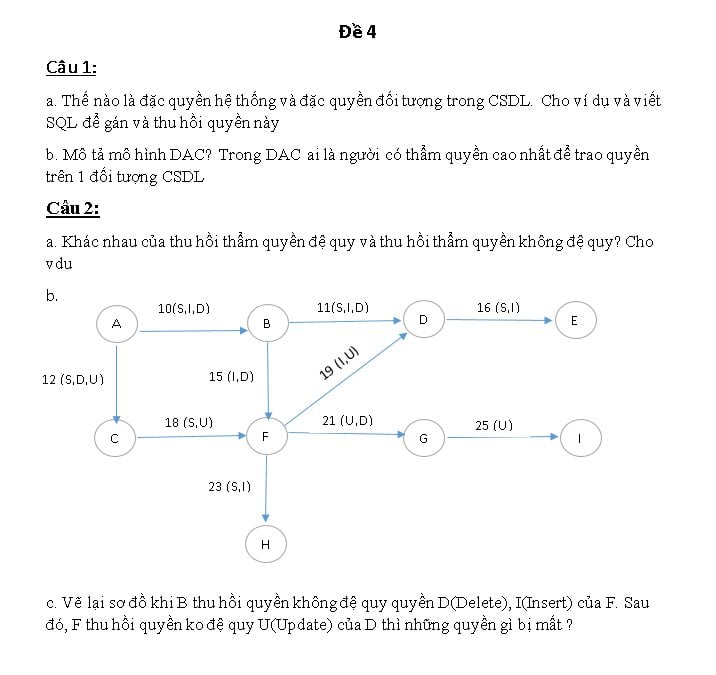 Đề 4
Câu 1:
a. Thế nào là đặc quyền hệ thống và đặc quyền đối tượng trong CSDL. Cho ví dụ và viết
SQL để gán và thu hồi quyền này
b. Mô tả mô hình DAC? Trong DAC ai là người có thẩm quyền cao nhất để trao quyền
trên 1 đối tượng CSDL
Câu 2:
a. Khác nhau của thu hồi thẩm quyền đệ quy và thu hồi thẩm quyền không đệ quy? Cho
vdu
b.
10(S,I,D)
11(S,I,D)
16 (S,I)
A
B
D
E
12 (S,D,U)
15 (I,D)
19 (I,U)
18 (S,U)
21 (U,D)
25 (U)
C
F
G
I
23 (S,I)
H
c. Vẽ lại sơ đồ khi B thu hồi quyền không đệ quy quyền D(Delete), I(Insert) của F. Sau
đó, F thu hồi quyền ko đệ quy U(Update) của D thì những quyền gì bị mất ?